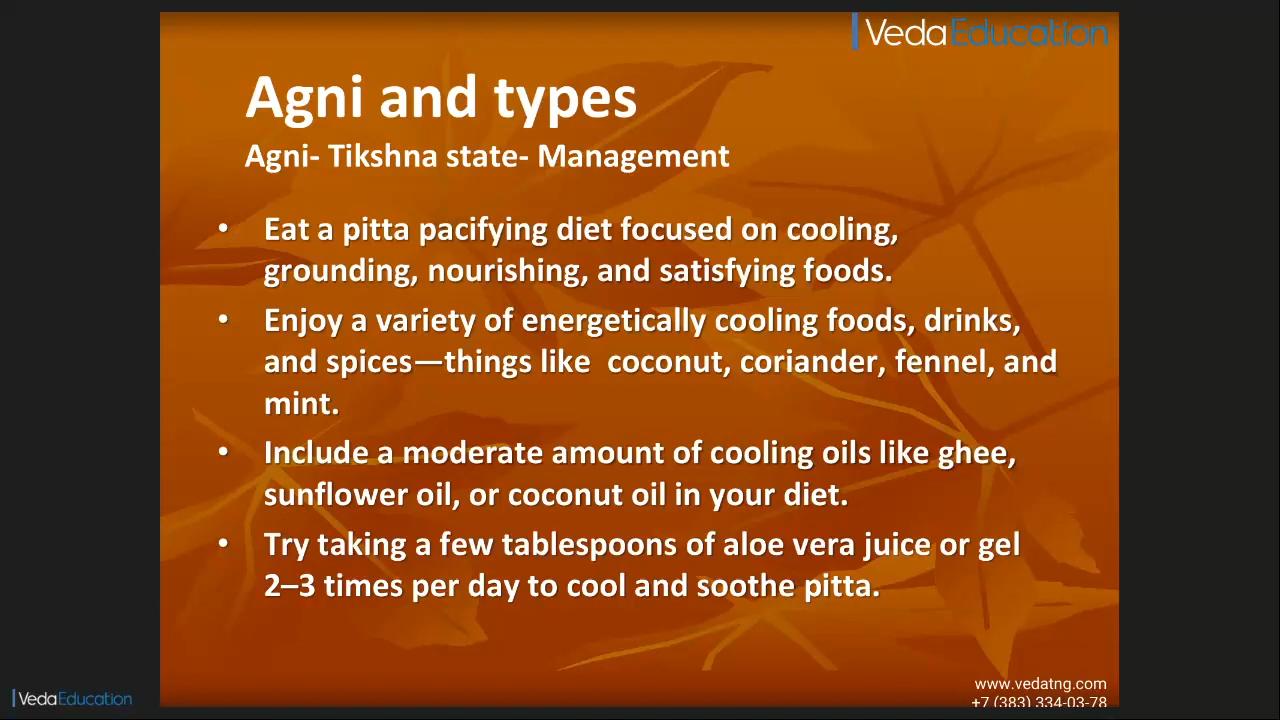 VedaEducation
Agni and types
Agni- Tikshna state- Management
• Eat a pitta pacifying diet focused on cooling,
grounding, nourishing, and satisfying foods.
• Enjoy a variety of energetically cooling foods, drinks,
and spices—things like  coconut, coriander, fennel, and
mint.
• Include a moderate amount of cooling oils like ghee,
sunflower oil, or coconut oil in your diet.
• Try taking a few tablespoons of aloe vera juice or gel
2–3 times per day to cool and soothe pitta.
www.vedatng.com
+7 (383) 334-03-78
VedaEducation